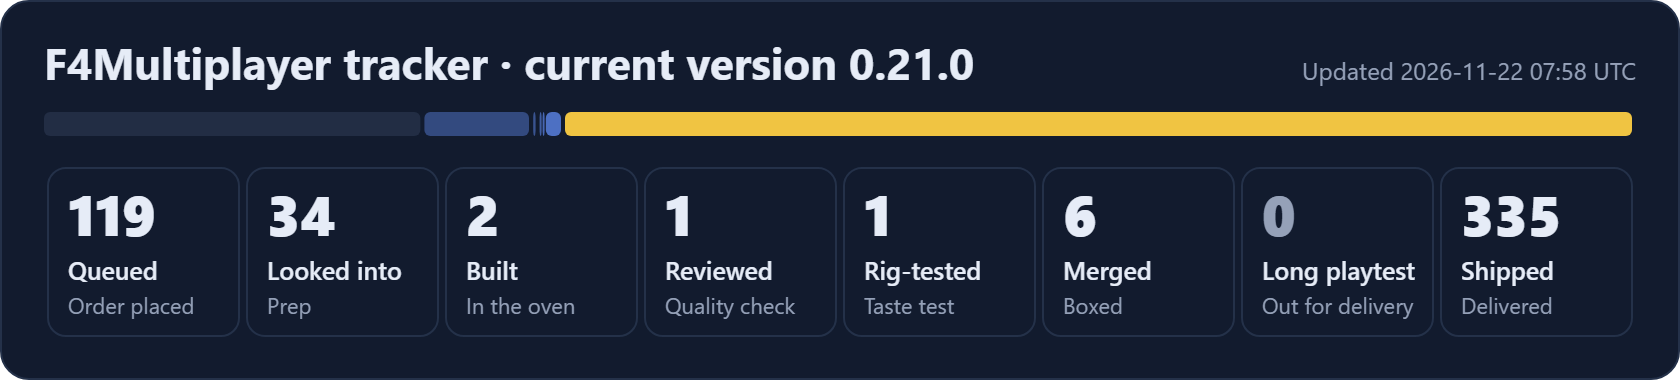 F4Multiplayer tracker · current version 0.21.0
Updated 2026-11-22 07:58 UTC
119
Queued
Order placed
34
Looked into
Prep
2
Built
In the oven
1
Reviewed
Quality check
1
Rig-tested
Taste test
6
Merged
Boxed
0
Long playtest
Out for delivery
335
Shipped
Delivered